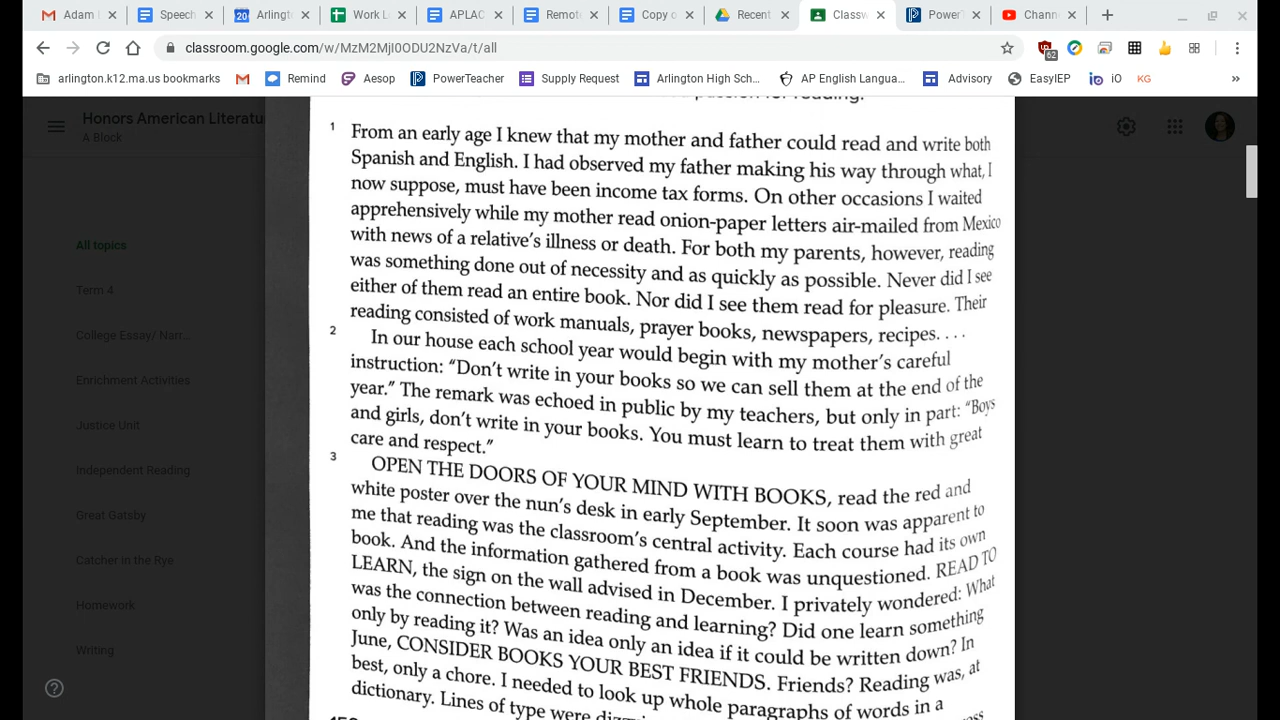 Adam
Speech
Arlington
Work L
APLAC
Remot
Copy o
Recent
Classw
PowerT
Chann
classroom.google.com/w/MzM2MjI0ODU2NzVa/t/all
62
arlington.k12.ma.us bookmarks
Remind
Aesop
PowerTeacher
Supply Request
Arlington High Sch...
AP English Langua...
Advisory
EasyIEP
iO
KG
»
Honors American Literatu
A Block
All topics
Term 4
College Essay/ Narr...
Enrichment Activities
Justice Unit
Independent Reading
Great Gatsby
Catcher in the Rye
Homework
Writing
passion for reading.
1
From an early age I knew that my mother and father could read and write both
Spanish and English. I had observed my father making his way through what, I
now suppose, must have been income tax forms. On other occasions I waited
apprehensively while my mother read onion-paper letters air-mailed from Mexico
with news of a relative's illness or death. For both my parents, however, reading
was something done out of necessity and as quickly as possible. Never did I see
either of them read an entire book. Nor did I see them read for pleasure. Their
reading consisted of work manuals, prayer books, newspapers, recipes. . . .
2
In our house each school year would begin with my mother's careful
instruction: "Don't write in your books so we can sell them at the end of the
year." The remark was echoed in public by my teachers, but only in part: "Boys
and girls, don't write in your books. You must learn to treat them with great
care and respect."
3
OPEN THE DOORS OF YOUR MIND WITH BOOKS, read the red and
white poster over the nun's desk in early September. It soon was apparent to
me that reading was the classroom's central activity. Each course had its own
book. And the information gathered from a book was unquestioned. READ TO
LEARN, the sign on the wall advised in December. I privately wondered: What
was the connection between reading and learning? Did one learn something
only by reading it? Was an idea only an idea if it could be written down? In
June, CONSIDER BOOKS YOUR BEST FRIENDS. Friends? Reading was, at
best, only a chore. I needed to look up whole paragraphs of words in a
dictionary. Lines of type were